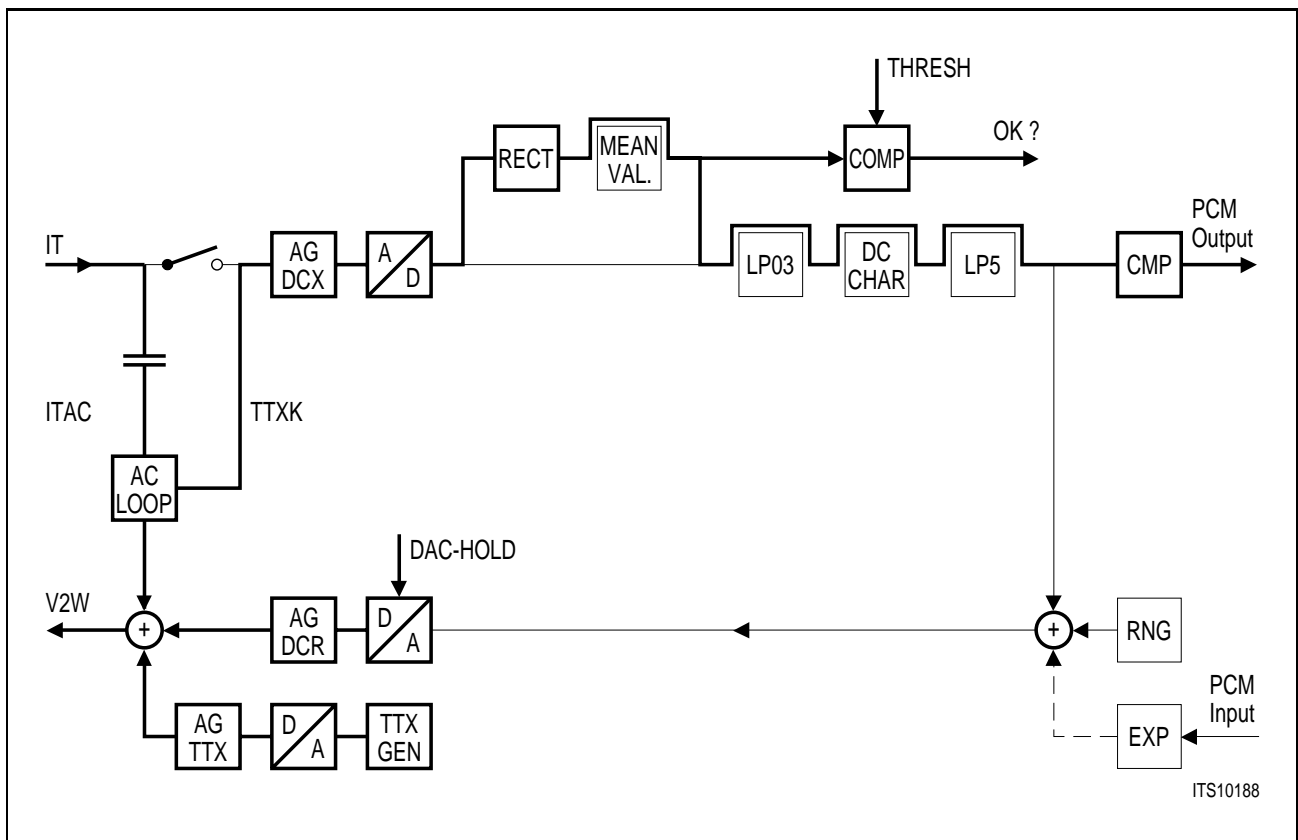 THRESH
OK ?
RECT
MEAN
VAL.
COMP
PCM
Output
IT
AG
DCX
A
D
LP03
DC
CHAR
LP5
CMP
ITAC
TTXK
AC
LOOP
DAC-HOLD
V2W
+
AG
DCR
D
A
+
RNG
PCM
Input
AG
TTX
D
A
TTX
GEN
EXP
ITS10188